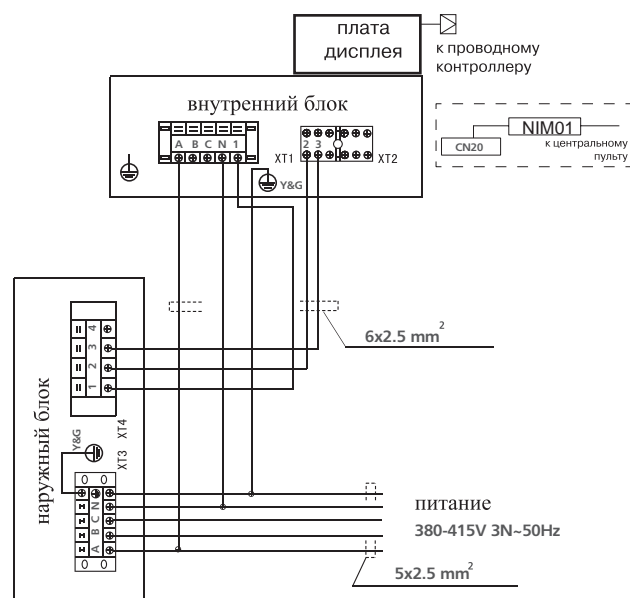 плата
дисплея
к проводному
контроллеру
внутренний блок
A B C N 1
2 3
XT1
XT2
Y&G
NIM01
CN20
к центральному
пульту
6x2.5 mm²
наружный блок
4
3
2
1
XT4
Y&G
XT3
N
C
B
A
питание
380-415V 3N~50Hz
5x2.5 mm²